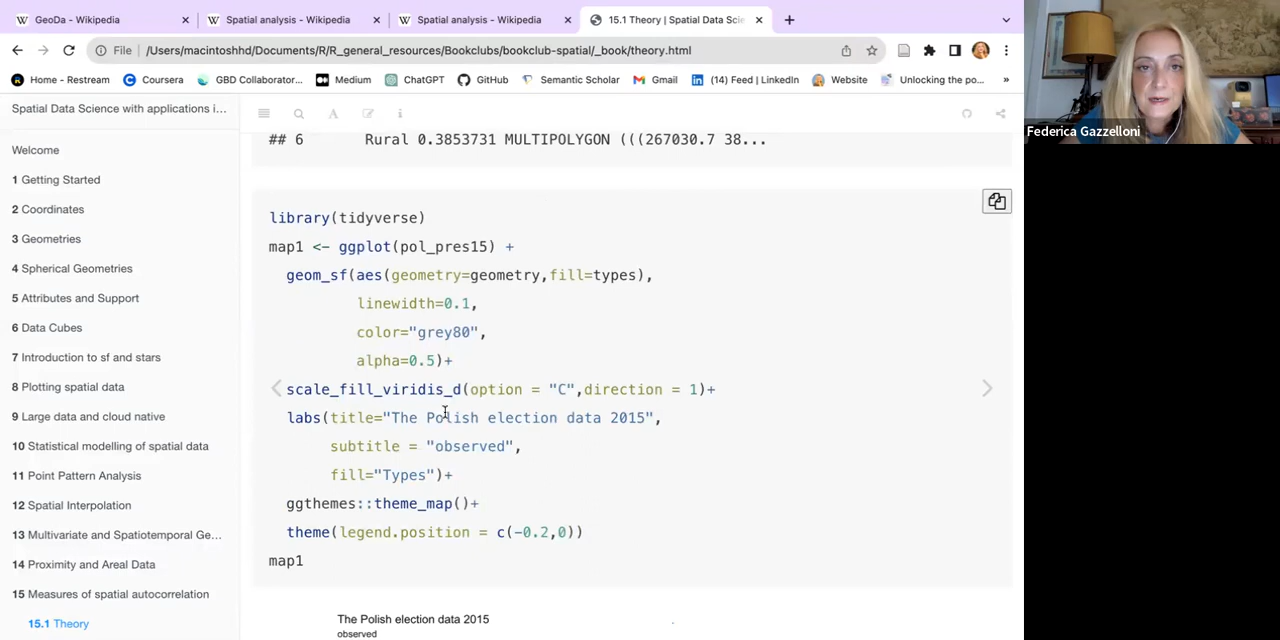 GeoDa - Wikipedia
Spatial analysis - Wikipedia
Spatial analysis - Wikipedia
15.1 Theory | Spatial Data Scie
File
/Users/macintoshhd/Documents/R/R_general_resources/Bookclubs/bookclub-spatial/_book/theory.html
Home - Restream
Coursera
GBD Collaborator...
Medium
ChatGPT
GitHub
Semantic Scholar
Gmail
(14) Feed | LinkedIn
Website
Unlocking the po...
»
Federica Gazzelloni
Spatial Data Science with applications i...
Welcome
1 Getting Started
2 Coordinates
3 Geometries
4 Spherical Geometries
5 Attributes and Support
6 Data Cubes
7 Introduction to sf and stars
8 Plotting spatial data
9 Large data and cloud native
10 Statistical modelling of spatial data
11 Point Pattern Analysis
12 Spatial Interpolation
13 Multivariate and Spatiotemporal Ge...
14 Proximity and Areal Data
15 Measures of spatial autocorrelation
15.1 Theory
## 6 Rural 0.3853731 MULTIPOLYGON (((267030.7 38...
library(tidyverse)
map1 <- ggplot(pol_pres15) +
geom_sf(aes(geometry=geometry,fill=types),
linewidth=0.1,
color="grey80",
alpha=0.5)+
scale_fill_viridis_d(option = "C",direction = 1)+
labs(title="The Polish election data 2015",
subtitle = "observed",
fill="Types")+
ggthemes::theme_map()+
theme(legend.position = c(-0.2,0))
map1
The Polish election data 2015
observed